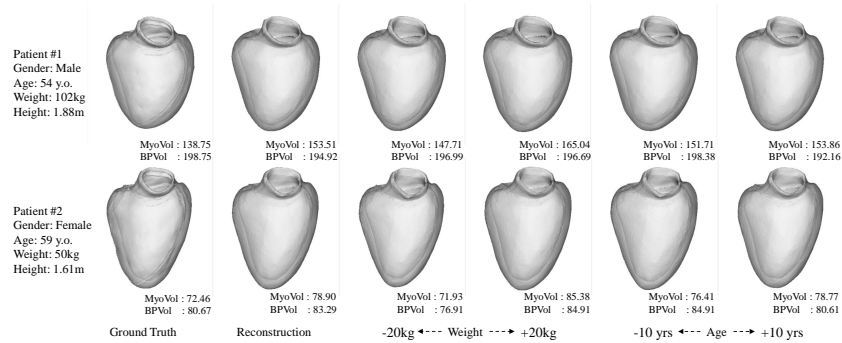 Patient #1
Gender: Male
Age: 54 y.o.
Weight: 102kg
Height: 1.88m
MyoVol : 138.75
BPVol : 198.75
MyoVol : 153.51
BPVol : 194.92
MyoVol : 147.71
BPVol : 196.99
MyoVol : 165.04
BPVol : 196.69
MyoVol : 151.71
BPVol : 198.38
MyoVol : 153.86
BPVol : 192.16
Patient #2
Gender: Female
Age: 59 y.o.
Weight: 50kg
Height: 1.61m
MyoVol : 72.46
BPVol : 80.67
MyoVol : 78.90
BPVol : 83.29
MyoVol : 71.93
BPVol : 76.91
MyoVol : 85.38
BPVol : 84.91
MyoVol : 76.41
BPVol : 84.91
MyoVol : 78.77
BPVol : 80.61
Ground Truth
Reconstruction
-20kg Weight +20kg
-10 yrs Age +10 yrs